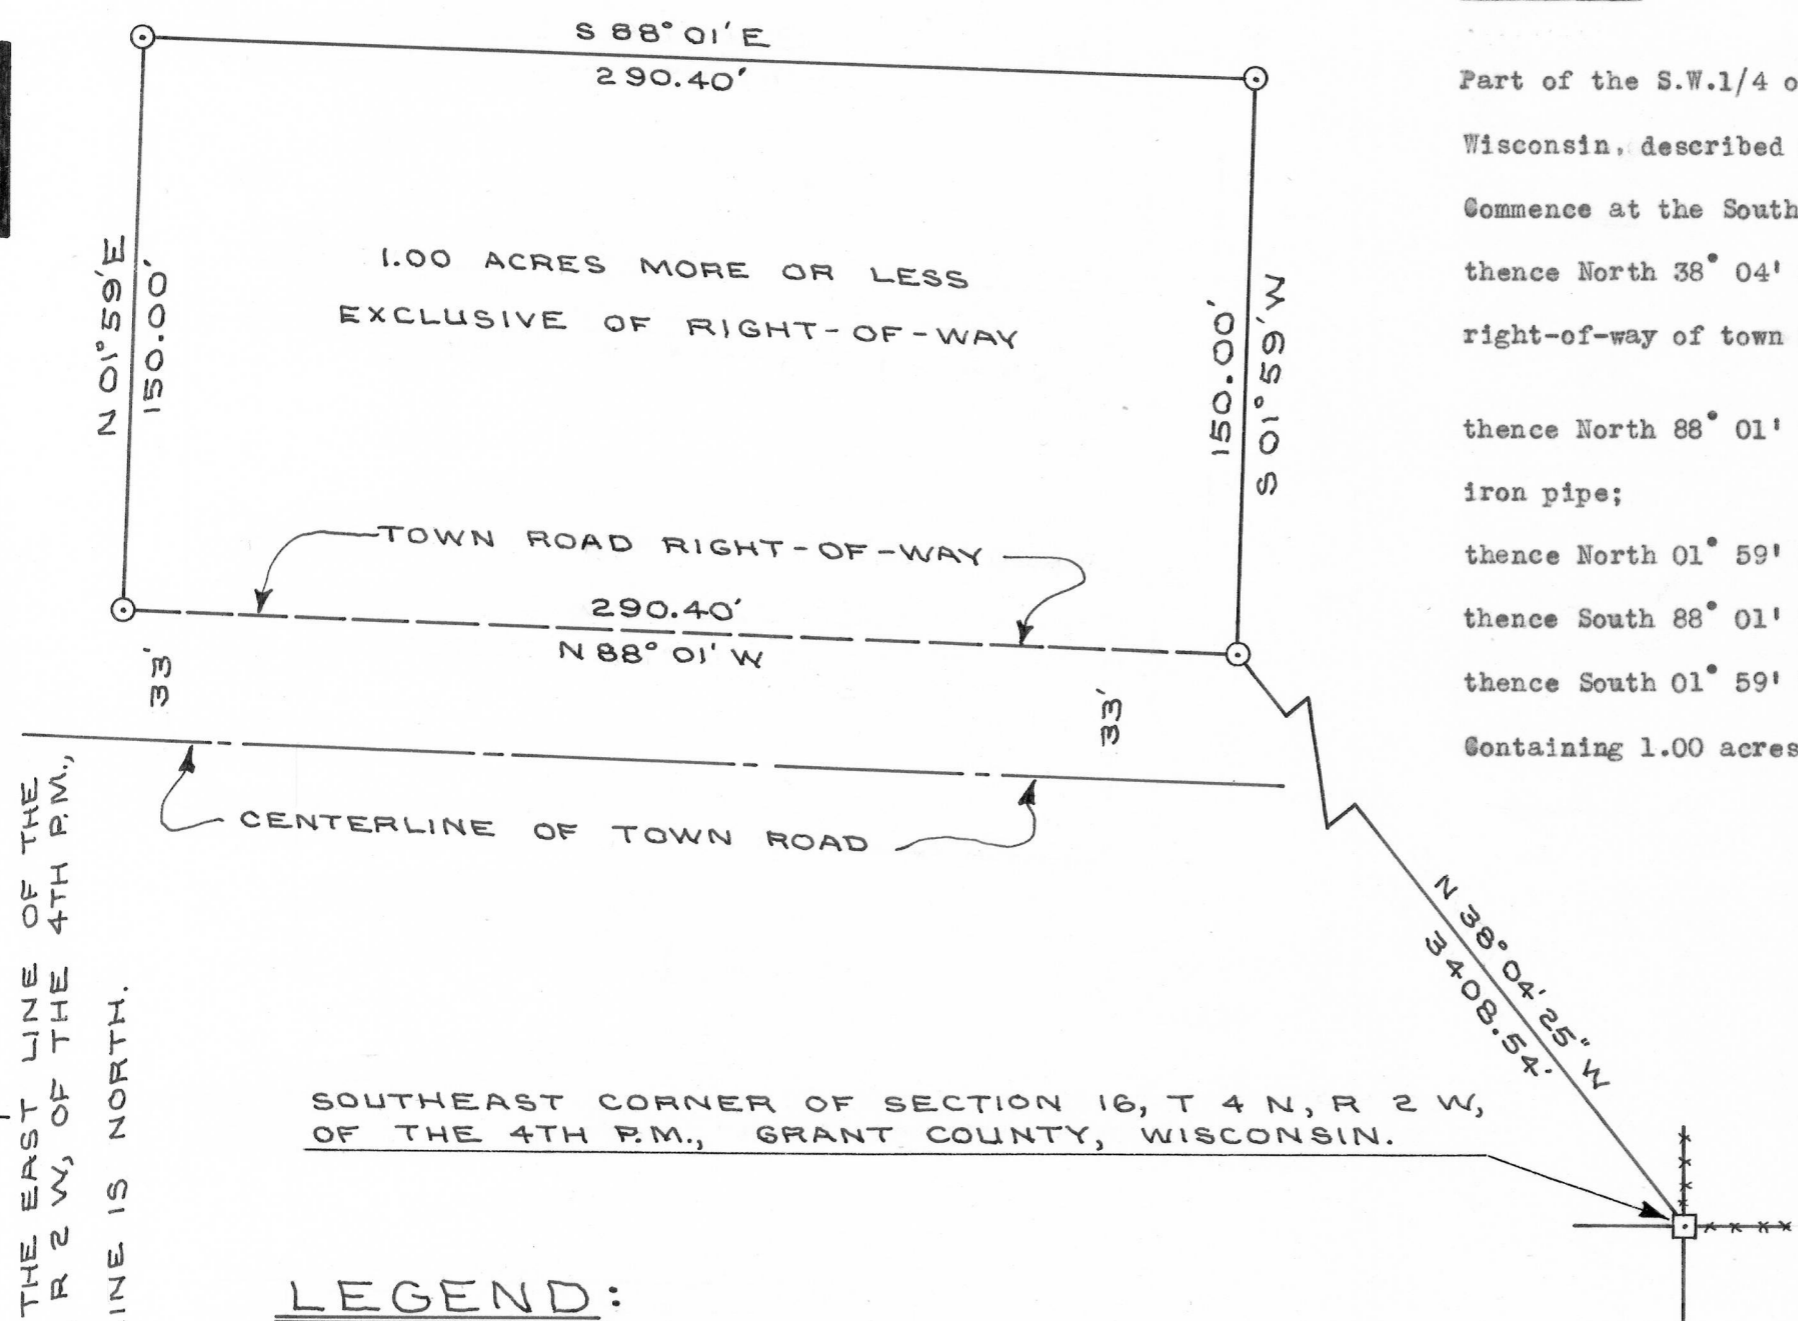 S 88° 01' E
290.40'
N 01° 59' E
150.00'
1.00 ACRES MORE OR LESS
EXCLUSIVE OF RIGHT-OF-WAY
150.00'
S 01° 59' W
TOWN ROAD RIGHT-OF-WAY
290.40'
N 88° 01' W
33'
33'
CENTERLINE OF TOWN ROAD
N 38° 04' 25" W
3408.54'
SOUTHEAST CORNER OF SECTION 16, T 4 N, R 2 W,
OF THE 4TH P.M., GRANT COUNTY, WISCONSIN.
LEGEND:
THE EAST LINE OF THE
R 2 W, OF THE 4TH P.M.,
INE IS NORTH.
Part of the S.W.1/4 o
Wisconsin, described
Commence at the South
thence North 38° 04'
right-of-way of town
thence North 88° 01'
iron pipe;
thence North 01° 59'
thence South 88° 01'
thence South 01° 59'
Containing 1.00 acres